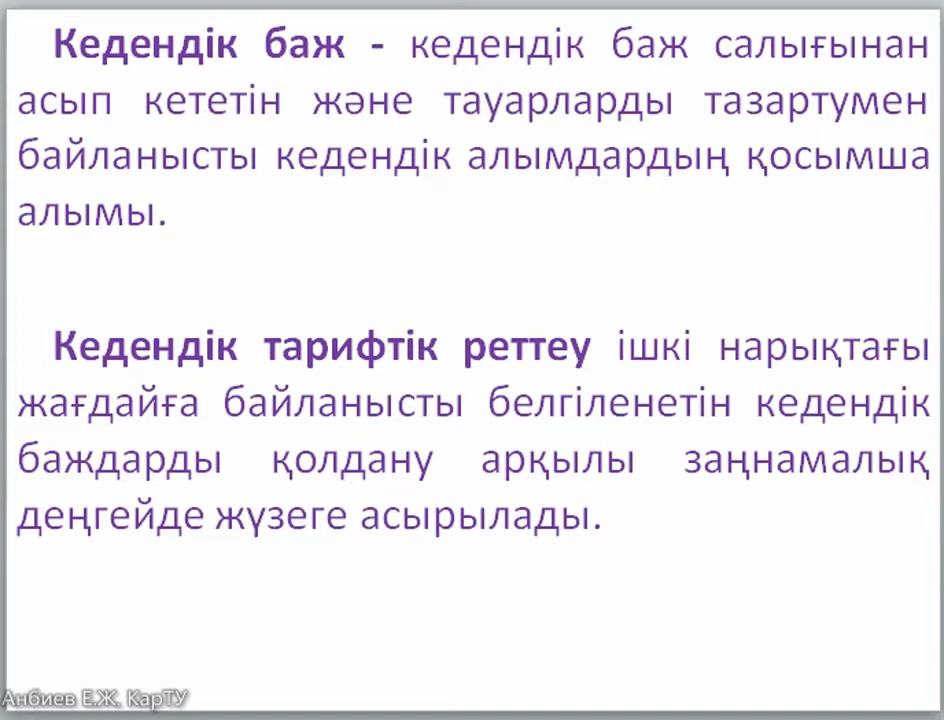 Кедендік баж - кедендік баж салығынан
асып кететін және тауарларды тазартумен
байланысты кедендік алымдардың қосымша
алымы.
Кедендік тарифтік реттеу ішкі нарықтағы
жағдайға байланысты белгіленетін кедендік
баждарды қолдану арқылы заңнамалық
деңгейде жүзеге асырылады.
Анбиев Е.Ж. КарТУ